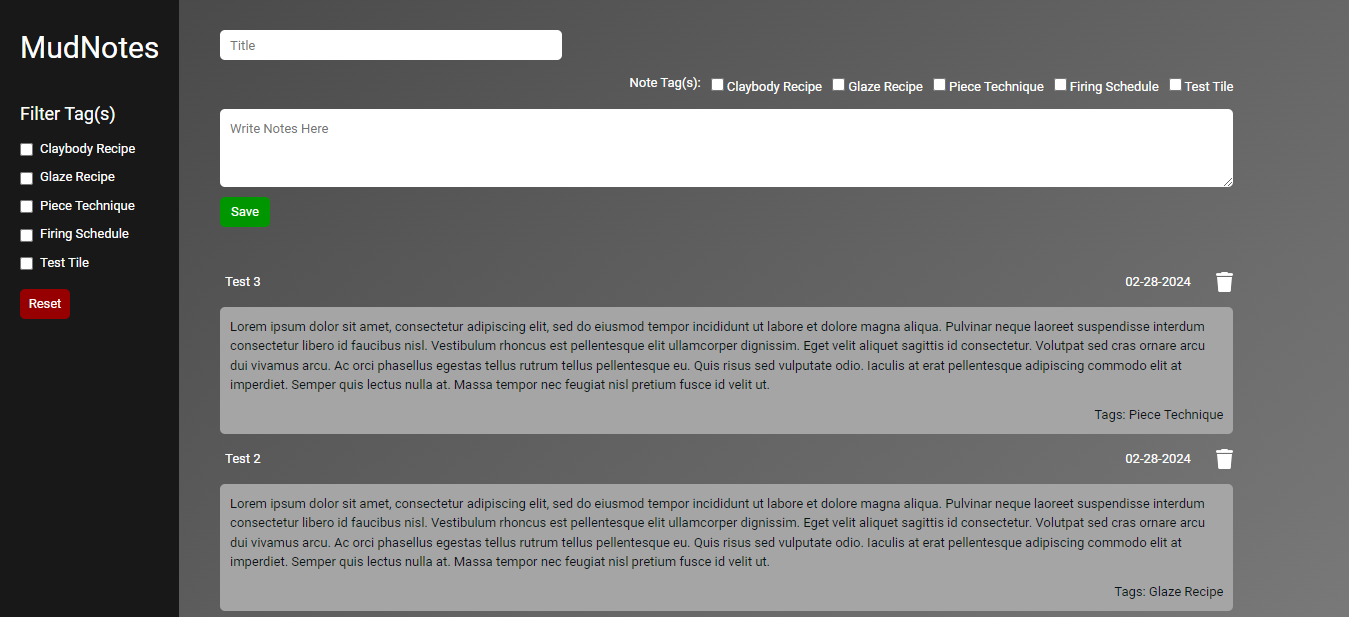 MudNotes
Filter Tag(s)
Claybody Recipe
Glaze Recipe
Piece Technique
Firing Schedule
Test Tile
Reset
Title
Note Tag(s): Claybody Recipe Glaze Recipe Piece Technique Firing Schedule Test Tile
Write Notes Here
Save
Test 3 02-28-2024
Lorem ipsum dolor sit amet, consectetur adipiscing elit, sed do eiusmod tempor incididunt ut labore et dolore magna aliqua. Pulvinar neque laoreet suspendisse interdum
consectetur libero id faucibus nisl. Vestibulum rhoncus est pellentesque elit ullamcorper dignissim. Eget velit aliquet sagittis id consectetur. Volutpat sed cras ornare arcu
dui vivamus arcu. Ac orci phasellus egestas tellus rutrum tellus pellentesque eu. Quis risus sed vulputate odio. Iaculis at erat pellentesque adipiscing commodo elit at
imperdiet. Semper quis lectus nulla at. Massa tempor nec feugiat nisl pretium fusce id velit ut.
Tags: Piece Technique
Test 2 02-28-2024
Lorem ipsum dolor sit amet, consectetur adipiscing elit, sed do eiusmod tempor incididunt ut labore et dolore magna aliqua. Pulvinar neque laoreet suspendisse interdum
consectetur libero id faucibus nisl. Vestibulum rhoncus est pellentesque elit ullamcorper dignissim. Eget velit aliquet sagittis id consectetur. Volutpat sed cras ornare arcu
dui vivamus arcu. Ac orci phasellus egestas tellus rutrum tellus pellentesque eu. Quis risus sed vulputate odio. Iaculis at erat pellentesque adipiscing commodo elit at
imperdiet. Semper quis lectus nulla at. Massa tempor nec feugiat nisl pretium fusce id velit ut.
Tags: Glaze Recipe